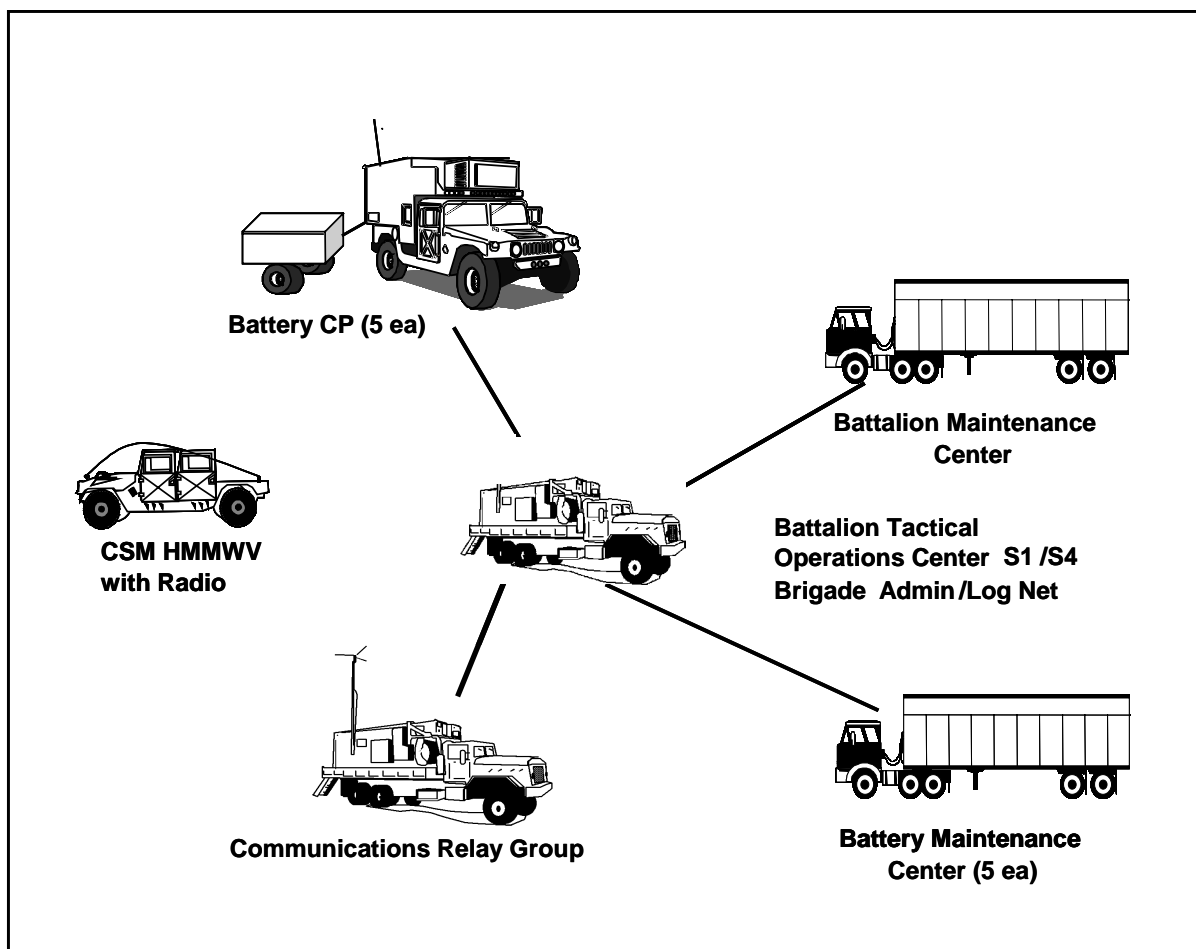 Battery CP (5 ea)
Battalion Maintenance
Center
CSM HMMWV
with Radio
Battalion Tactical
Operations Center S1 /S4
Brigade Admin /Log Net
Communications Relay Group
Battery Maintenance
Center (5 ea)